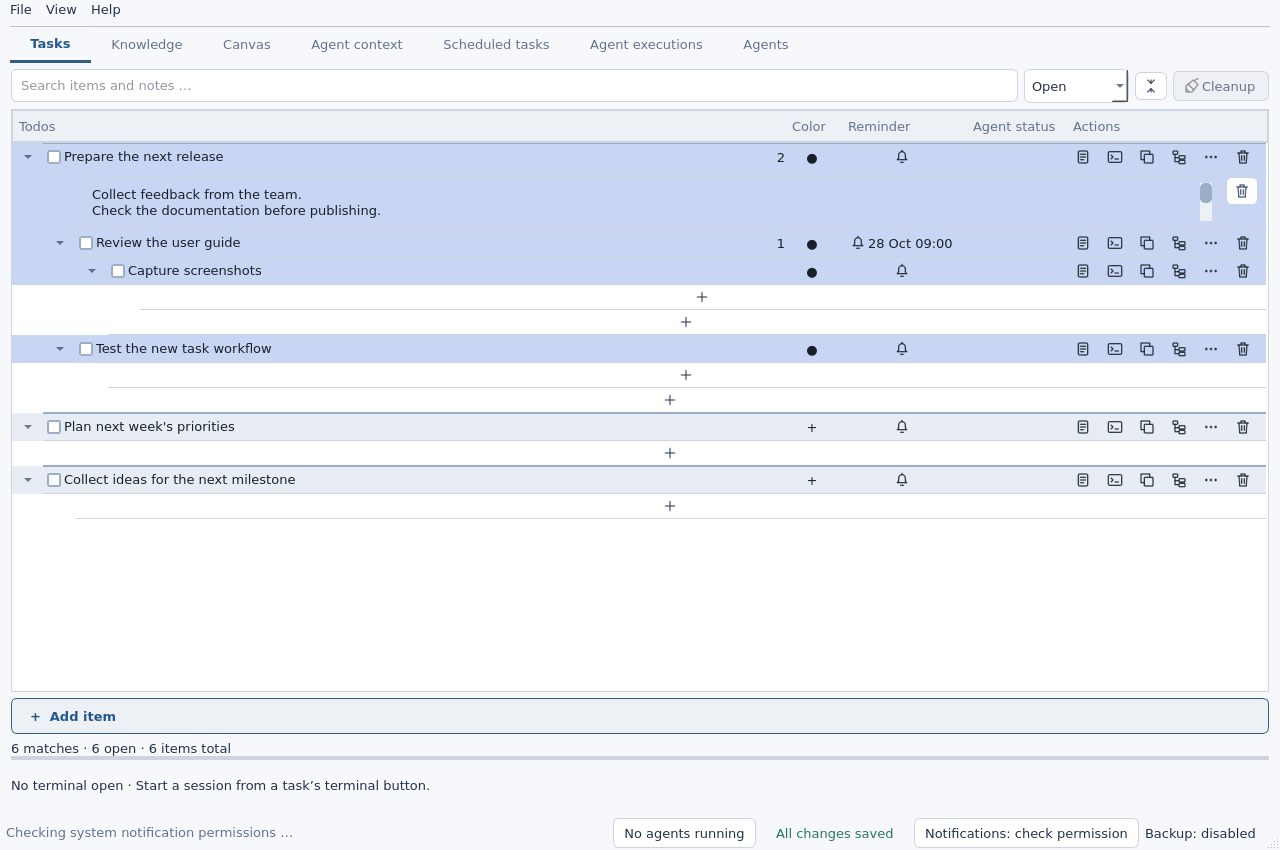 File View Help
Tasks Knowledge Canvas Agent context Scheduled tasks Agent executions Agents
Search items and notes … Open Cleanup
Todos Color Reminder Agent status Actions
Prepare the next release 2
Collect feedback from the team.
Check the documentation before publishing.
Review the user guide 1 28 Oct 09:00
Capture screenshots
+
+
Test the new task workflow
+
+
Plan next week's priorities +
+
Collect ideas for the next milestone +
+
+ Add item
6 matches · 6 open · 6 items total
No terminal open · Start a session from a task’s terminal button.
Checking system notification permissions … No agents running All changes saved Notifications: check permission Backup: disabled